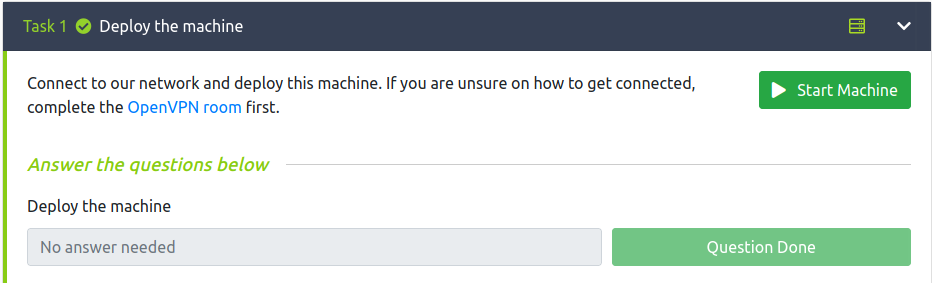 Task 1 Deploy the machine
Connect to our network and deploy this machine. If you are unsure on how to get connected,
complete the OpenVPN room first.
Start Machine
Answer the questions below
Deploy the machine
No answer needed
Question Done